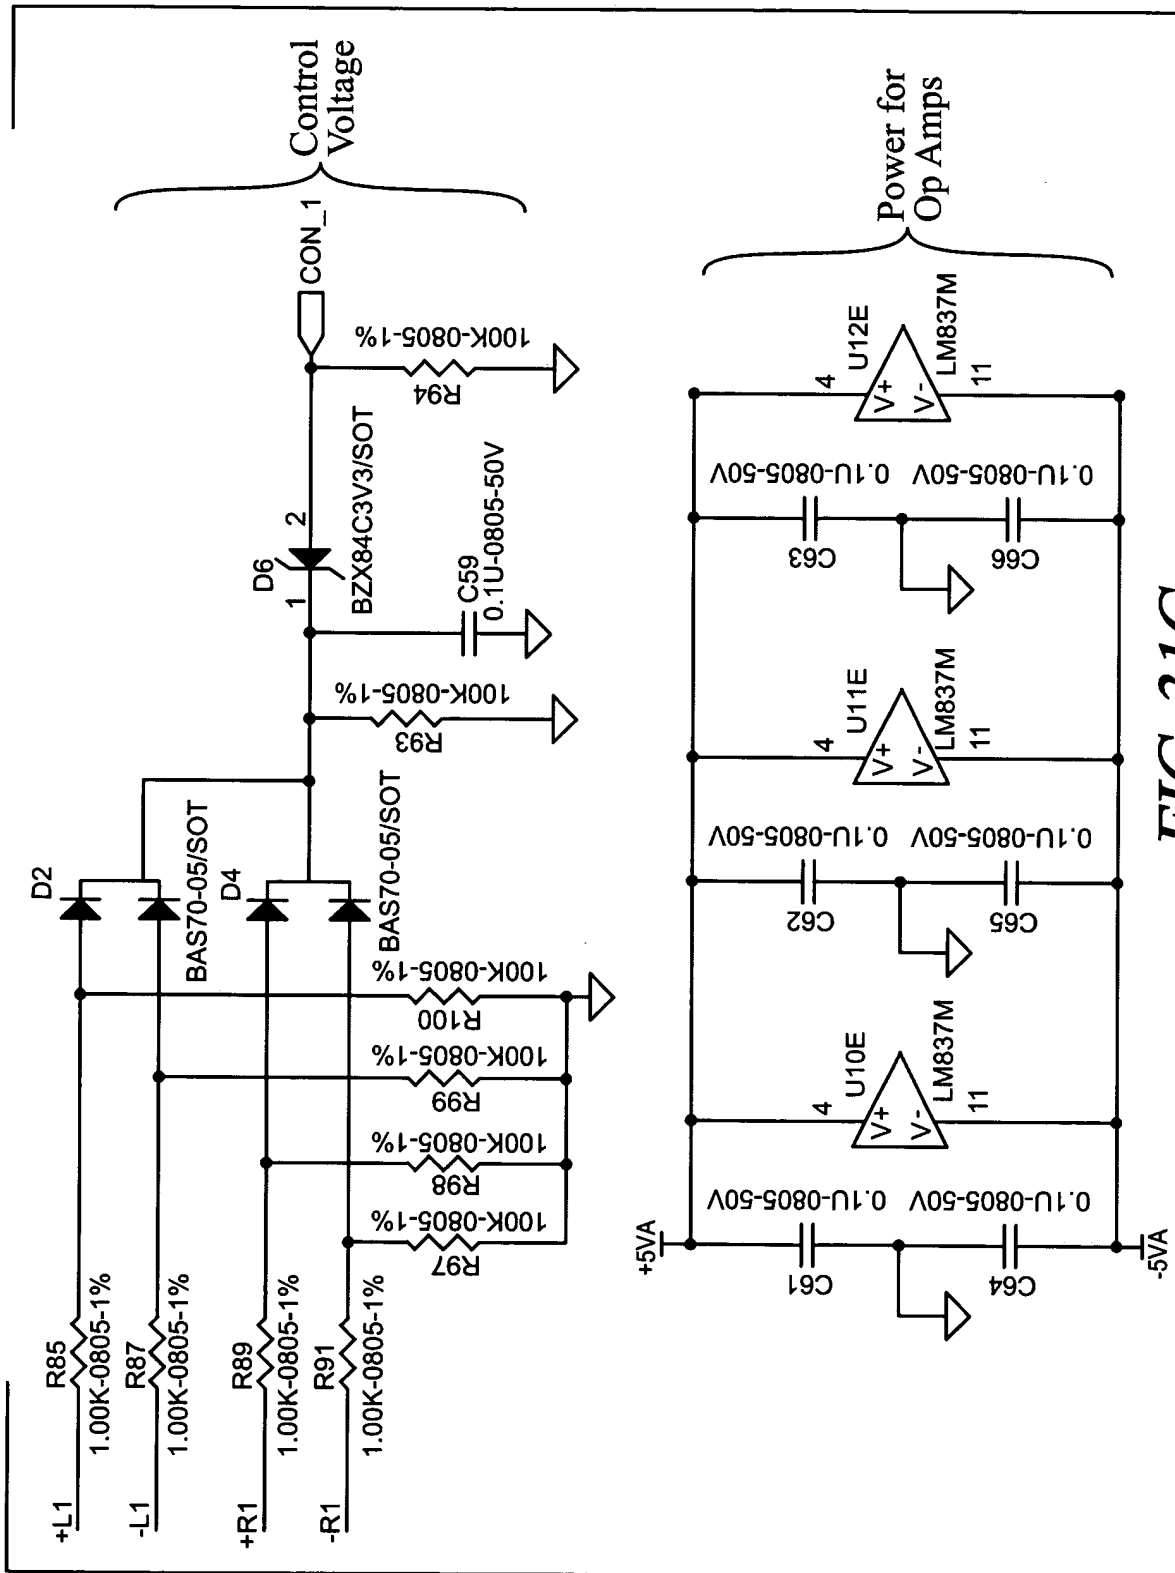 +L1
R85
1.00K-0805-1%
-L1
R87
1.00K-0805-1%
+R1
R89
1.00K-0805-1%
-R1
R91
1.00K-0805-1%
R97
100K-0805-1%
R98
100K-0805-1%
R99
100K-0805-1%
R100
100K-0805-1%
D2
BAS70-05/SOT
D4
BAS70-05/SOT
R93
100K-0805-1%
C59
0.1U-0805-50V
1
D6
2
BZX84C3V3/SOT
R94
100K-0805-1%
CON_1
Control
Voltage
+5VA
-5VA
C61
0.1U-0805-50V
C64
0.1U-0805-50V
4
U10E
V+
V-
LM837M
11
C62
0.1U-0805-50V
C65
0.1U-0805-50V
4
U11E
V+
V-
LM837M
11
C63
0.1U-0805-50V
C66
0.1U-0805-50V
4
U12E
V+
V-
LM837M
11
Power for
Op Amps